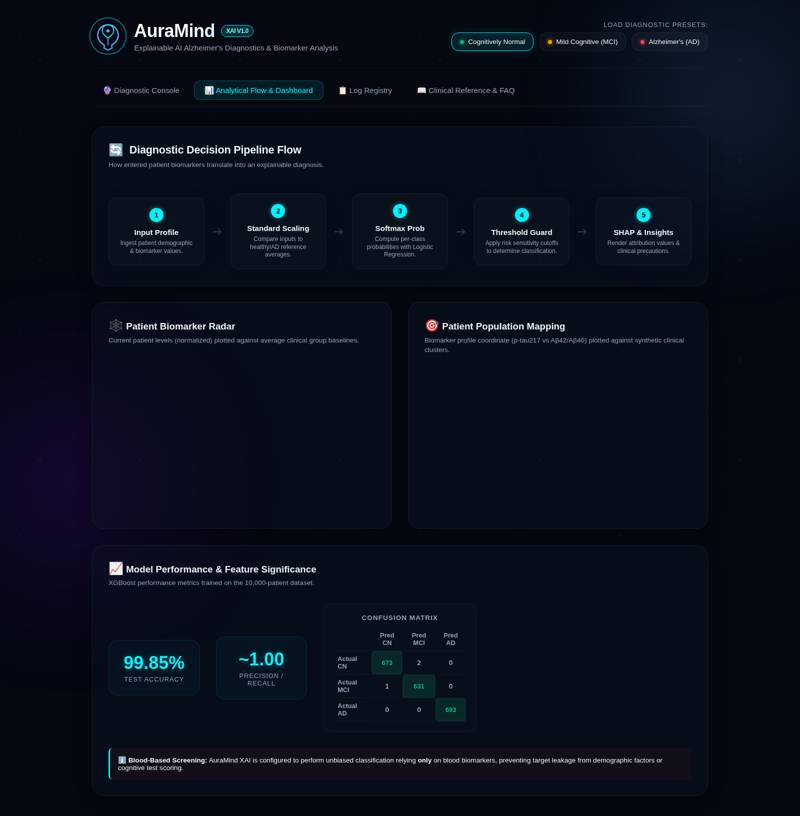 AuraMind XAI V1.0
Explainable AI Alzheimer's Diagnostics & Biomarker Analysis
LOAD DIAGNOSTIC PRESETS:
Cognitively Normal
Mild Cognitive (MCI)
Alzheimer's (AD)
Diagnostic Console
Analytical Flow & Dashboard
Log Registry
Clinical Reference & FAQ
Diagnostic Decision Pipeline Flow
How entered patient biomarkers translate into an explainable diagnosis.
1
Input Profile
Ingest patient demographic
& biomarker values.
2
Standard Scaling
Compare inputs to
healthy/AD reference
averages.
3
Softmax Prob
Compute per-class
probabilities with Logistic
Regression.
4
Threshold Guard
Apply risk sensitivity cutoffs
to determine classification.
5
SHAP & Insights
Render attribution values &
clinical precautions.
Patient Biomarker Radar
Current patient levels (normalized) plotted against average clinical group baselines.
Patient Population Mapping
Biomarker profile coordinate (p-tau217 vs Aβ42/Aβ40) plotted against synthetic clinical
clusters.
Model Performance & Feature Significance
XGBoost performance metrics trained on the 10,000-patient dataset.
99.85%
TEST ACCURACY
~1.00
PRECISION /
RECALL
CONFUSION MATRIX
Pred CN Pred MCI Pred AD
Actual CN 673 2 0
Actual MCI 1 631 0
Actual AD 0 0 693
ℹ️ Blood-Based Screening: AuraMind XAI is configured to perform unbiased classification relying only on blood biomarkers, preventing target leakage from demographic factors or
cognitive test scoring.